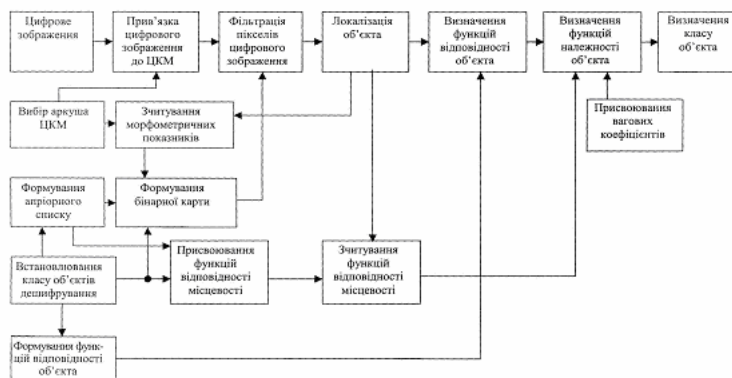 Цифрове
зображення
Прив’язка
цифрового
зображення
до ЦКМ
Фільтрація
пікселів
цифрового
зображення
Локалізація
об’єкта
Визначення
функцій
відповідності
об’єкта
Визначення
функцій
належності
об’єкта
Визначення
класу об’єкта
Вибір аркуша
ЦКМ
Зчитування
морфометричних
показників
Присвоювання
вагових
коефіцієнтів
Формування
апріорного
списку
Формування
бінарної карти
Встановлювання
класу об’єктів
дешифрування
Присвоювання
функцій
відповідності
місцевості
Зчитування
функцій
відповідності
місцевості
Формування функ-
цій відповідності
об’єкта